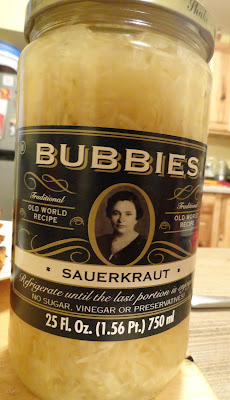 BUBBIES
Traditional
OLD WORLD
RECIPE
Traditional
OLD WORLD
RECIPE
SAUERKRAUT
Refrigerate until the last portion is
NO SUGAR, VINEGAR OR PRESERVATIVES
25 Fl. Oz. (1.56 Pt.) 750 ml